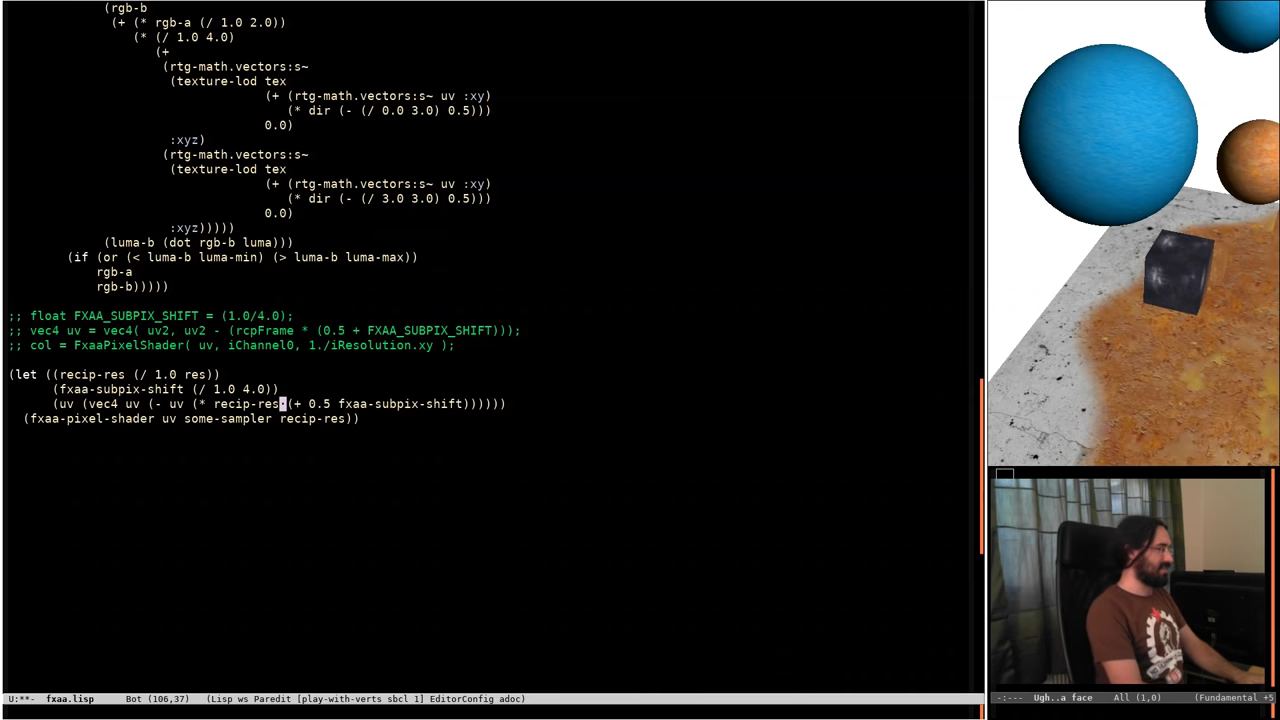 (rgb-b
(+ (* rgb-a (/ 1.0 2.0))
(* (/ 1.0 4.0)
(+
(rtg-math.vectors:s~
(texture-lod tex
(+ (rtg-math.vectors:s~ uv :xy)
(* dir (- (/ 0.0 3.0) 0.5)))
0.0)
:xyz)
(rtg-math.vectors:s~
(texture-lod tex
(+ (rtg-math.vectors:s~ uv :xy)
(* dir (- (/ 3.0 3.0) 0.5)))
0.0)
:xyz)))))
(luma-b (dot rgb-b luma)))
(if (or (< luma-b luma-min) (> luma-b luma-max))
rgb-a
rgb-b)))))
;; float FXAA_SUBPIX_SHIFT = (1.0/4.0);
;; vec4 uv = vec4( uv2, uv2 - (rcpFrame * (0.5 + FXAA_SUBPIX_SHIFT)));
;; col = FxaaPixelShader( uv, iChannel0, 1./iResolution.xy );
(let ((recip-res (/ 1.0 res))
(fxaa-subpix-shift (/ 1.0 4.0))
(uv (vec4 uv (- uv (* recip-res (+ 0.5 fxaa-subpix-shift))))))
(fxaa-pixel-shader uv some-sampler recip-res))
U:**- fxaa.lisp Bot (106,37) (Lisp ws Paredit [play-with-verts sbcl 1] EditorConfig adoc)
-:--- Ugh..a face All (1,0) (Fundamental +5